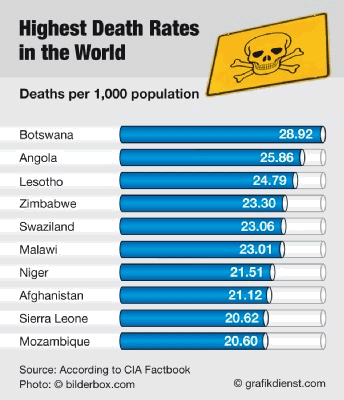 Highest Death Rates
in the World
Deaths per 1,000 population
Botswana 28.92
Angola 25.86
Lesotho 24.79
Zimbabwe 23.30
Swaziland 23.06
Malawi 23.01
Niger 21.51
Afghanistan 21.12
Sierra Leone 20.62
Mozambique 20.60
Source: According to CIA Factbook
Photo: © bilderbox.com © grafikdienst.com